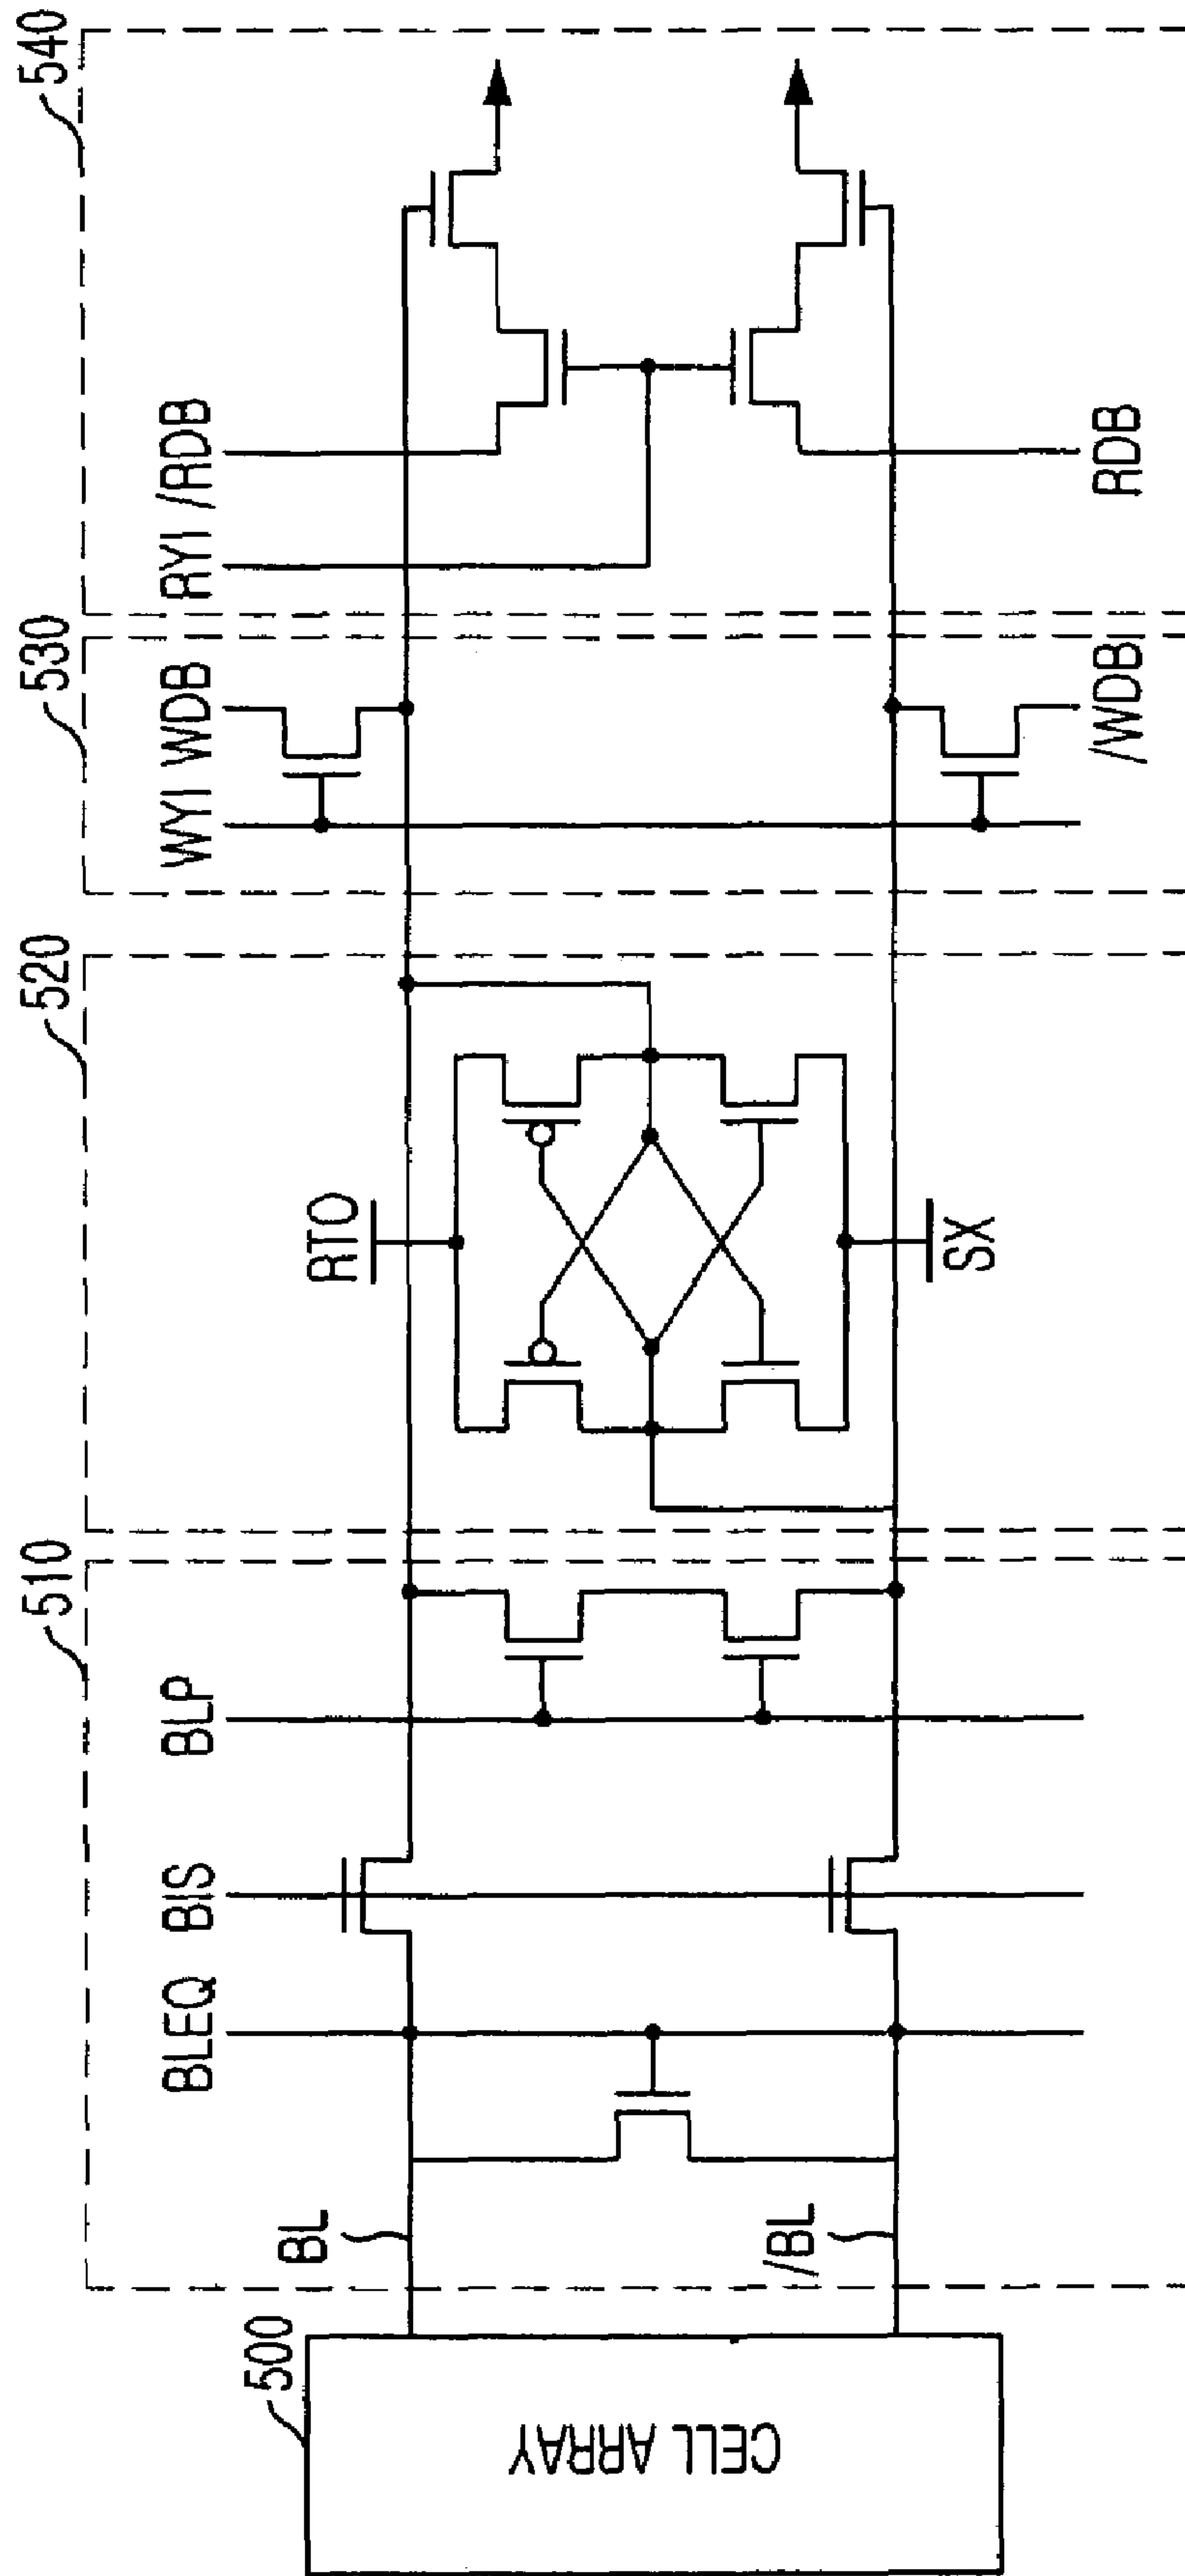 500
CELL ARRAY
510
BL
/BL
BLEQ
BIS
BLP
520
RTO
SX
530
WYI WDB
/WDB
540
RYI /RDB
RDB